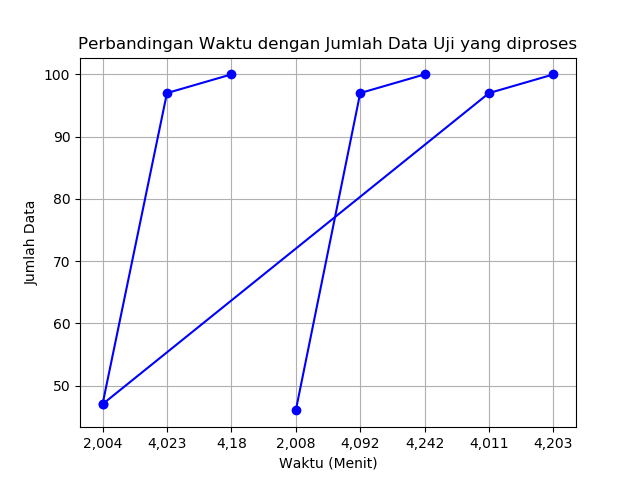 Perbandingan Waktu dengan Jumlah Data Uji yang diproses
100
90
80
70
60
50
Jumlah Data
2,004 4,023 4,18 2,008 4,092 4,242 4,011 4,203
Waktu (Menit)